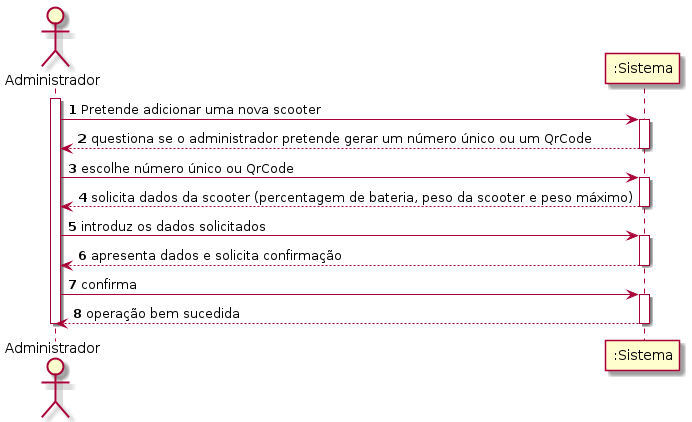 Administrador
:Sistema
1 Pretende adicionar uma nova scooter
2 questiona se o administrador pretende gerar um número único ou um QrCode
3 escolhe número único ou QrCode
4 solicita dados da scooter (percentagem de bateria, peso da scooter e peso máximo)
5 introduz os dados solicitados
6 apresenta dados e solicita confirmação
7 confirma
8 operação bem sucedida
Administrador
:Sistema